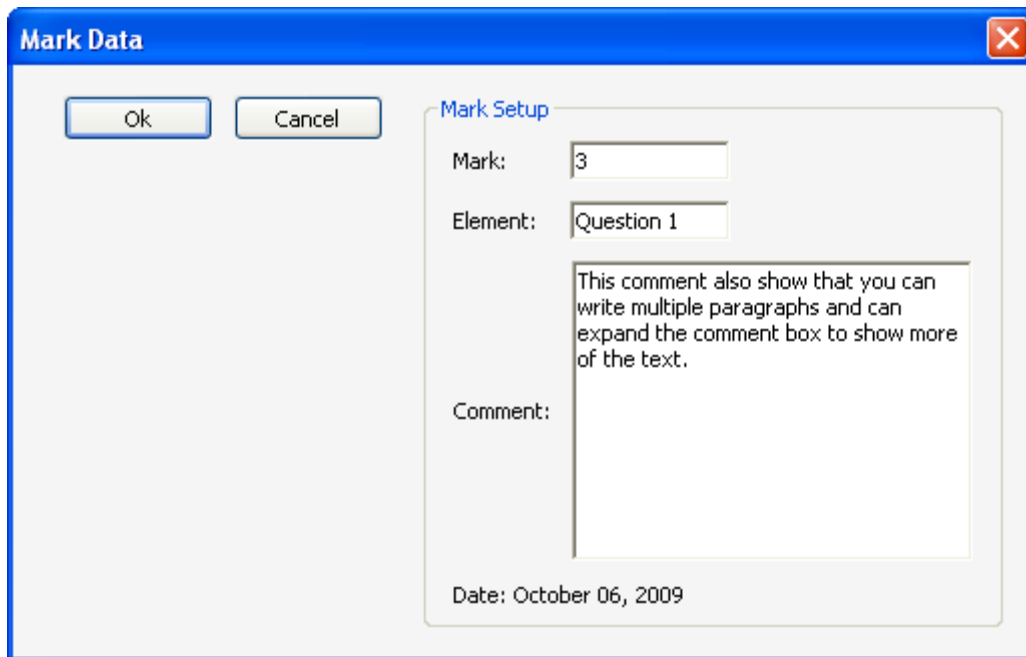 Mark Data
Ok
Cancel
Mark Setup
Mark:
3
Element:
Question 1
Comment:
This comment also show that you can
write multiple paragraphs and can
expand the comment box to show more
of the text.
Date: October 06, 2009